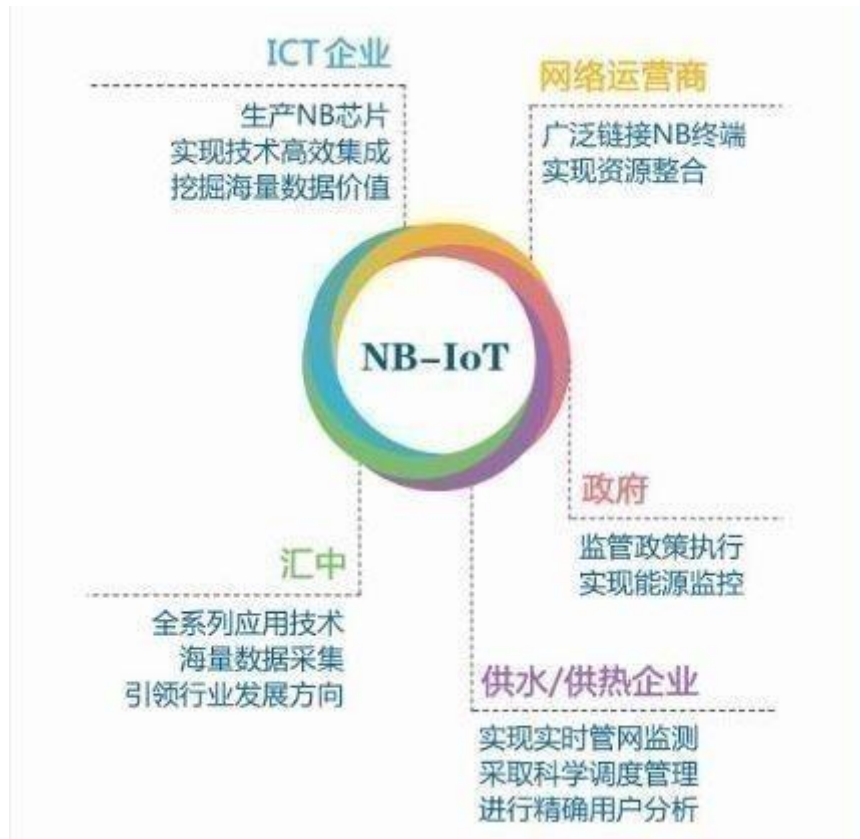 ICT企业
生产NB芯片
实现技术高效集成
挖掘海量数据价值
网络运营商
广泛链接NB终端
实现资源整合
NB-IoT
政府
监管政策执行
实现能源监控
汇中
全系列应用技术
海量数据采集
引领行业发展方向
供水/供热企业
实现实时管网监测
采取科学调度管理
进行精确用户分析